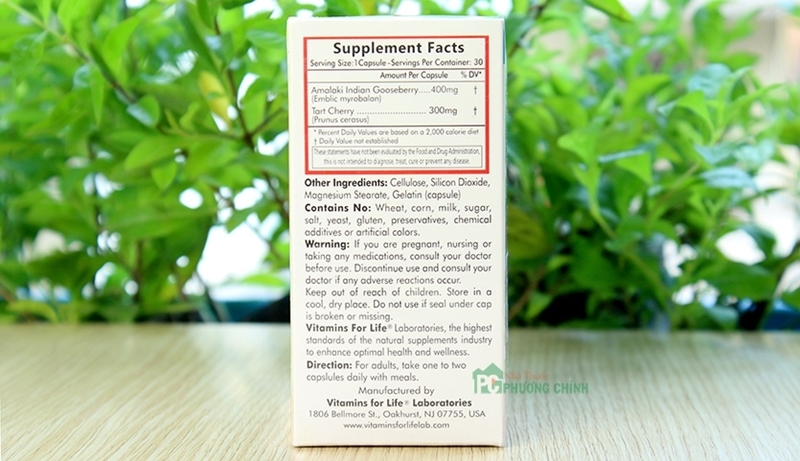 Supplement Facts
Serving Size:1Capsule -Servings Per Container: 30
Amount Per Capsule % DV*
Amalaki Indian Gooseberry.....400mg †
(Emblic myrobalan)
Tart Cherry .......................... 300mg †
(Prunus cerasus)
* Percent Daily Values are based on a 2,000 calorie diet
† Daily Value not established
These statements have not been evaluated by the Food and Drug Administration,
this is not intended to diagnose, treat, cure or prevent any disease.
Other Ingredients: Cellulose, Silicon Dioxide,
Magnesium Stearate, Gelatin (capsule)
Contains No: Wheat, corn, milk, sugar,
salt, yeast, gluten, preservatives, chemical
additives or artificial colors.
Warning: If you are pregnant, nursing or
taking any medications, consult your doctor
before use. Discontinue use and consult your
doctor if any adverse reactions occur.
Keep out of reach of children. Store in a
cool, dry place. Do not use if seal under cap
is broken or missing.
Vitamins For Life® Laboratories, the highest
standards of the natural supplements industry
to enhance optimal health and wellness.
Direction: For adults, take one to two
capslules daily with meals.
Manufactured by
Vitamins for Life® Laboratories
1806 Bellmore St., Oakhurst, NJ 07755, USA
www.vitaminsforlifelab.com
PC Nhà Thuốc
PHƯƠNG CHINH